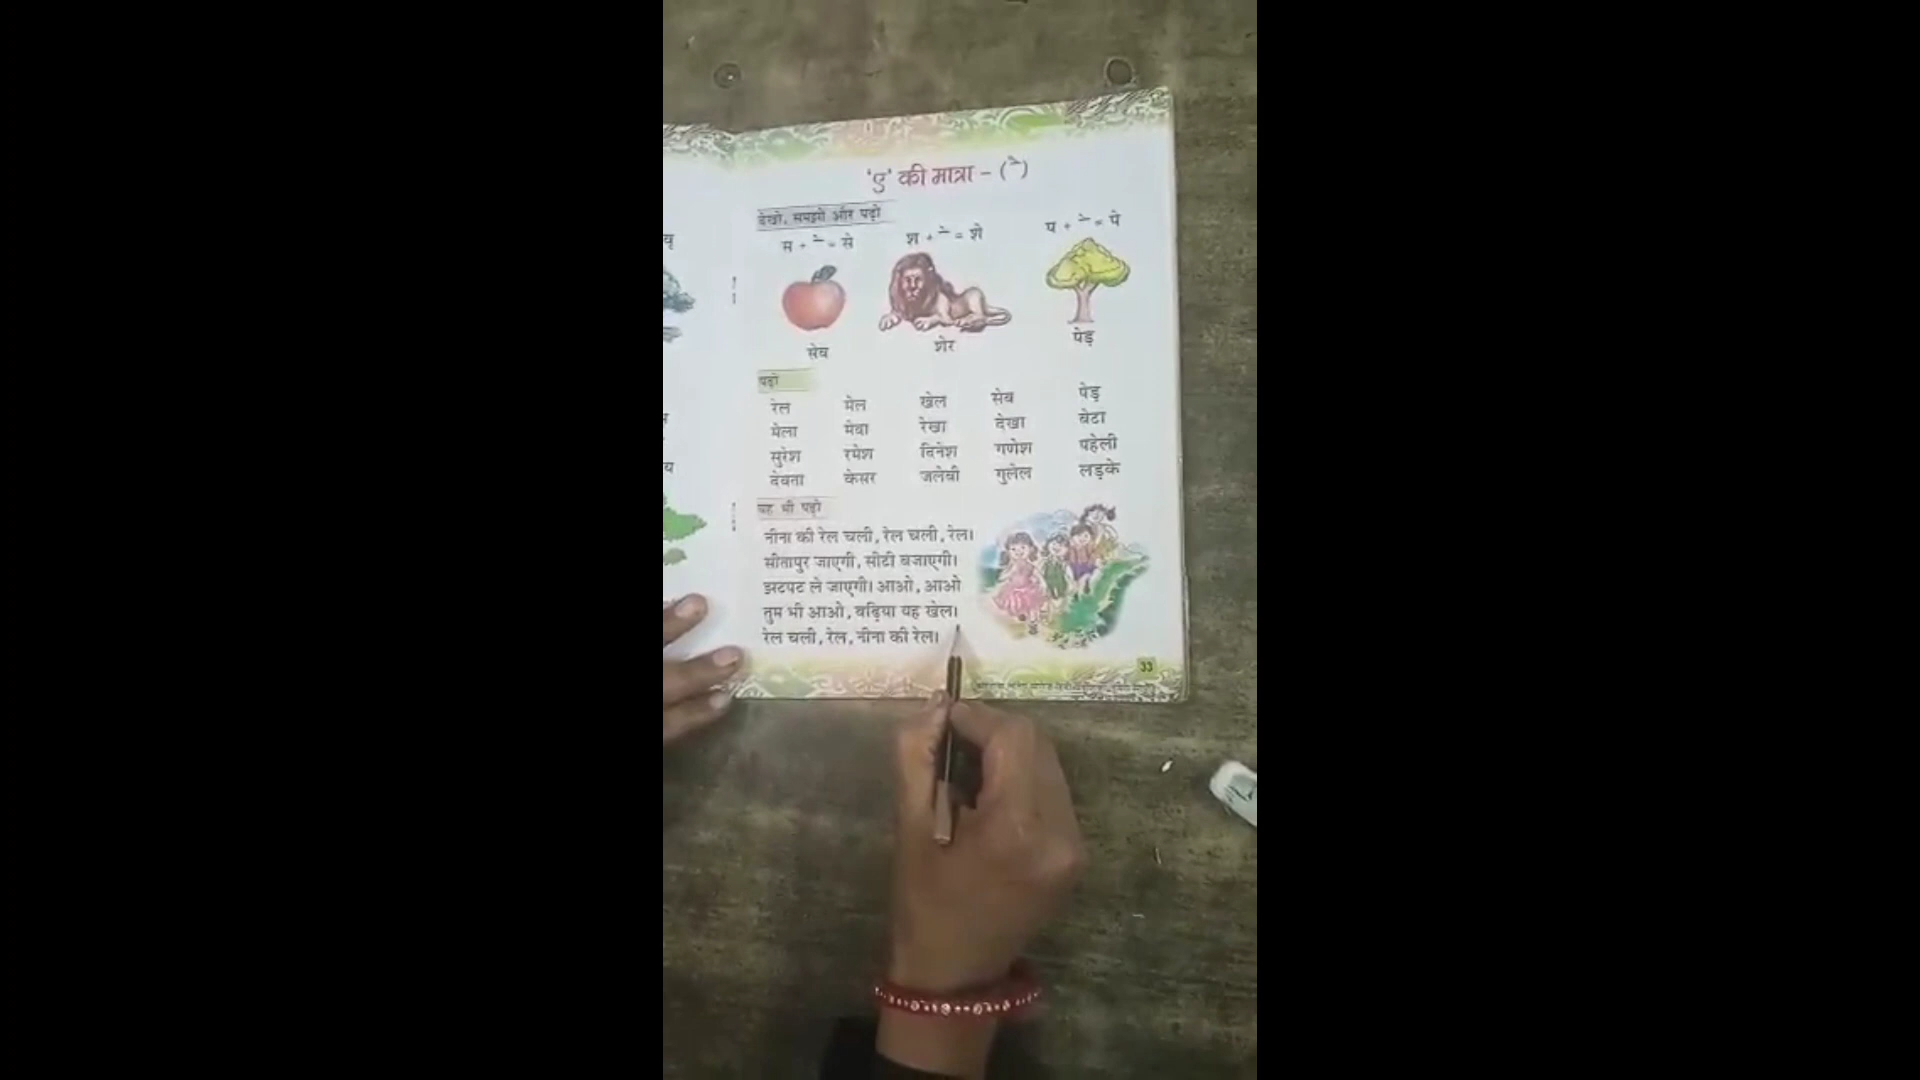 'ए' की मात्रा - ( े )
देखो, समझो और पढ़ो
स + े = से श + े = शे प + े = पे
सेब शेर पेड़
पढ़ो
रेल मेल खेल सेब पेड़
मेला मेवा रेखा देखा बेटा
सुरेश रमेश दिनेश गणेश पहेली
देवता केसर जलेबी गुलेल लड़के
यह भी पढ़ो
नीना की रेल चली, रेल चली, रेल।
सीतापुर जाएगी, सीटी बजाएगी।
झटपट ले जाएगी। आओ, आओ
तुम भी आओ, बढ़िया यह खेल।
रेल चली, रेल, नीना की रेल।
33